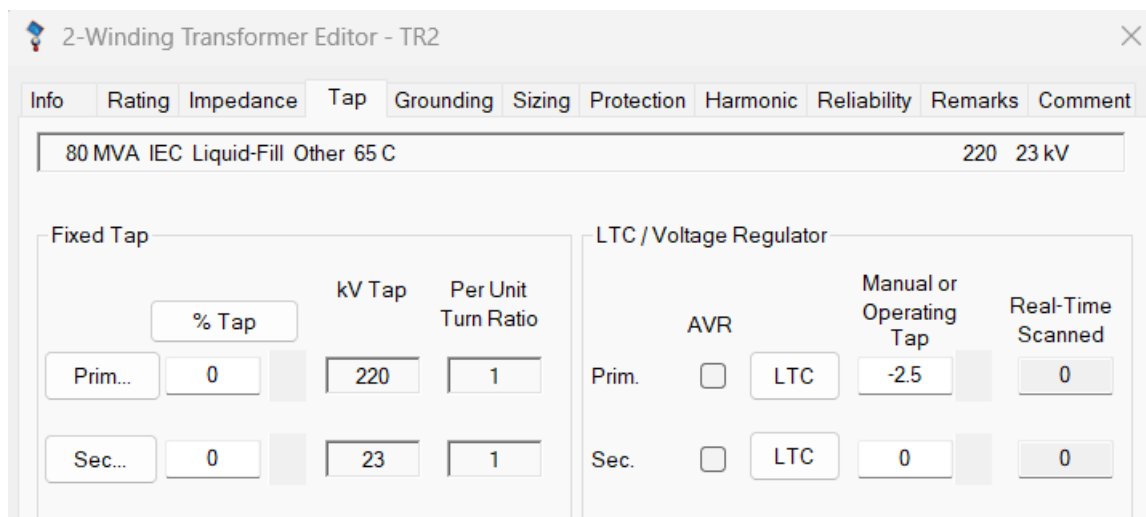 2-Winding Transformer Editor - TR2
Info Rating Impedance Tap Grounding Sizing Protection Harmonic Reliability Remarks Comment
80 MVA IEC Liquid-Fill Other 65 C 220 23 kV
Fixed Tap
% Tap
kV Tap
Per Unit
Turn Ratio
Prim... 0 220 1
Sec... 0 23 1
LTC / Voltage Regulator
AVR
Manual or
Operating
Tap
Real-Time
Scanned
Prim. LTC -2.5 0
Sec. LTC 0 0